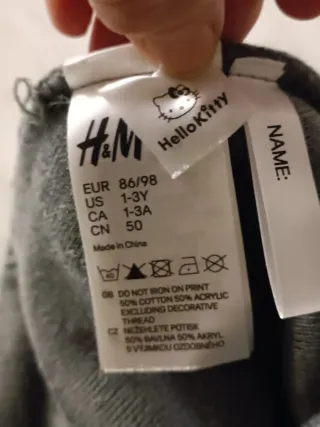 HelloKitty
H&M
EUR 86/98
US 1-3Y
CA 1-3A
CN 50
Made in China
40
GB DO NOT IRON ON PRINT
50% COTTON 50% ACRYLIC
EXCLUDING DECORATIVE
THREAD
CZ NEŽEHLETE POTISK
50% BAVLNA 50% AKRYL
S VÝJIMKOU OZDOBNÉHO
NAME: